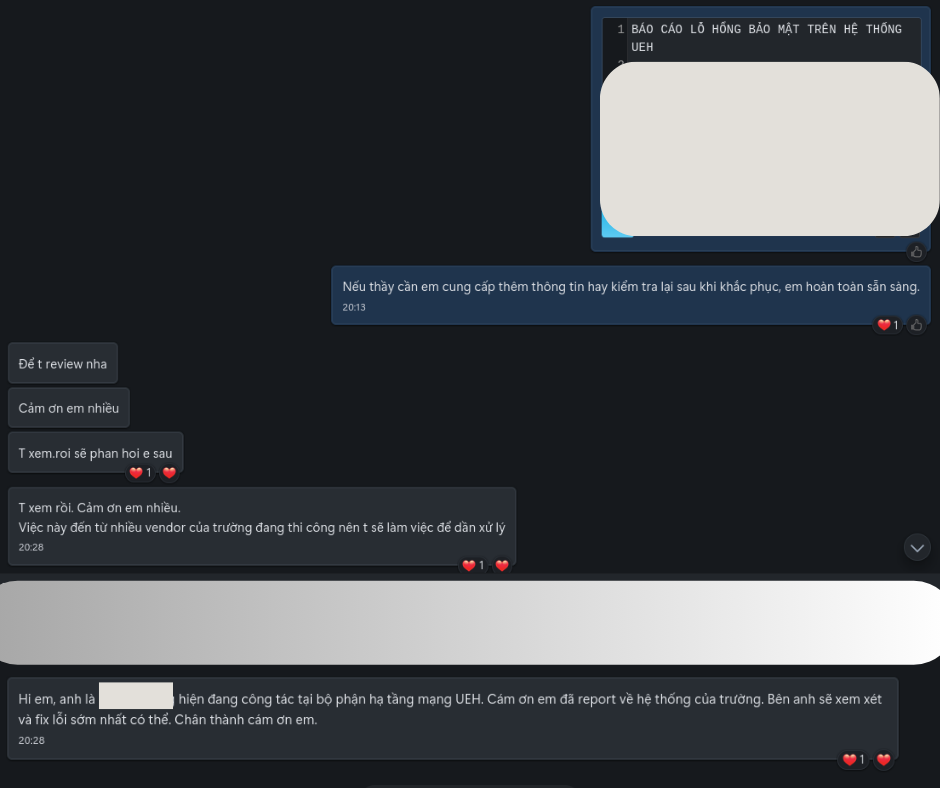 1 BÁO CÁO LỖ HỔNG BẢO MẬT TRÊN HỆ THỐNG
UEH
Nếu thầy cần em cung cấp thêm thông tin hay kiểm tra lại sau khi khắc phục, em hoàn toàn sẵn sàng.
20:13
1
Để t review nha
Cảm ơn em nhiều
T xem.roi sẽ phan hoi e sau
1
T xem rồi. Cảm ơn em nhiều.
Việc này đến từ nhiều vendor của trường đang thi công nên t sẽ làm việc để dần xử lý
20:28
1
Hi em, anh là hiện đang công tác tại bộ phận hạ tầng mạng UEH. Cám ơn em đã report về hệ thống của trường. Bên anh sẽ xem xét
và fix lỗi sớm nhất có thể. Chân thành cám ơn em.
20:28
1